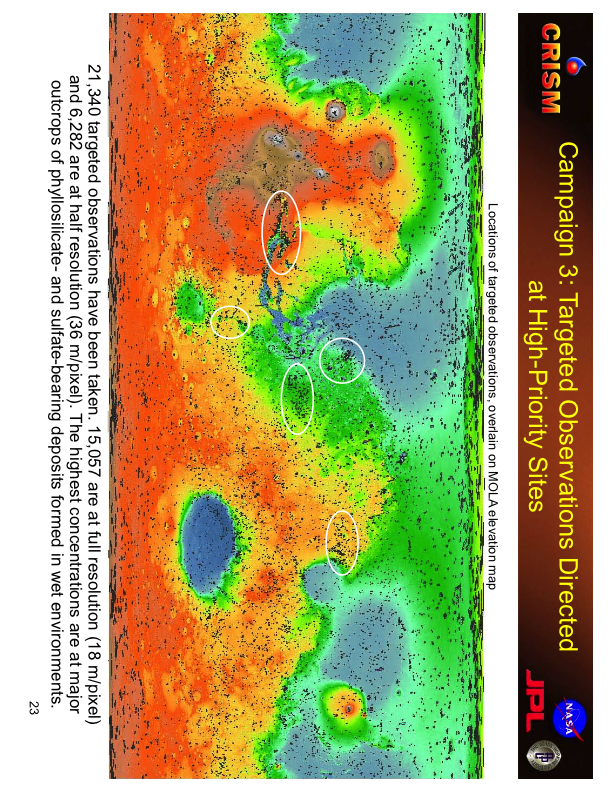 CRISM
Campaign 3: Targeted Observations Directed
at High-Priority Sites
NASA
JPL
Locations of targeted observations, overlain on MOLA elevation map
21,340 targeted observations have been taken. 15,057 are at full resolution (18 m/pixel)
and 6,282 are at half resolution (36 m/pixel). The highest concentrations are at major
outcrops of phyllosilicate- and sulfate-bearing deposits formed in wet environments.
23